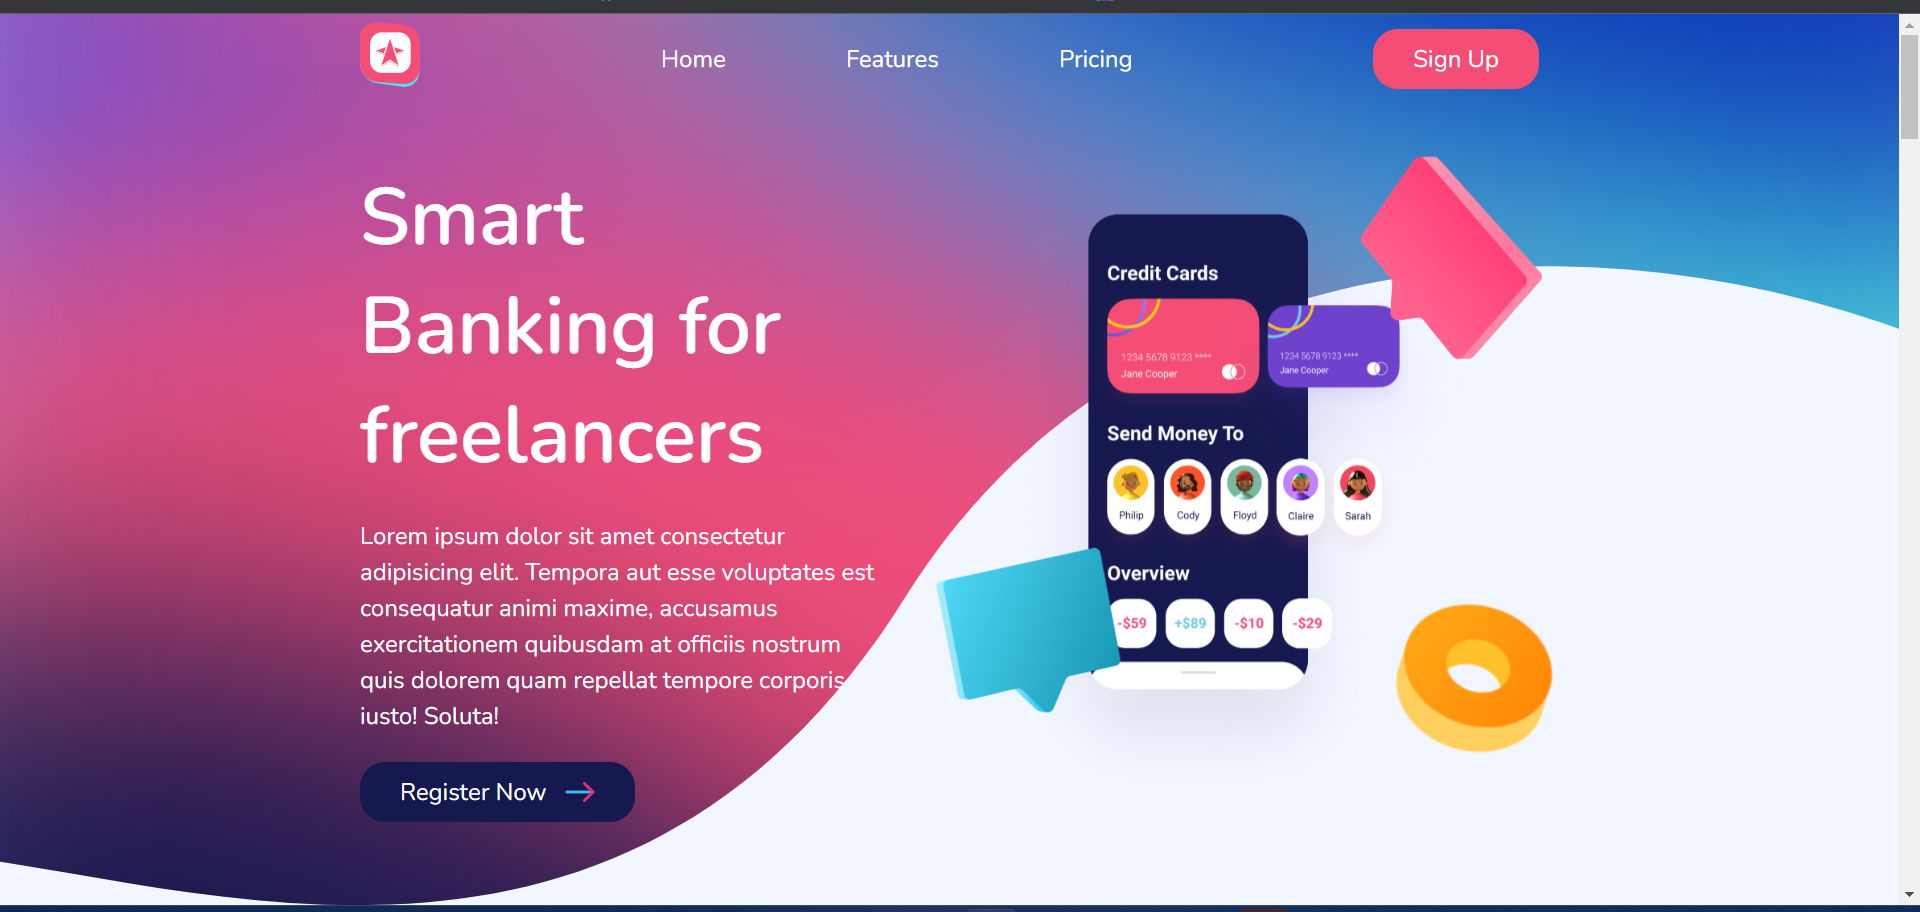 Home
Features
Pricing
Sign Up
Smart
Banking for
freelancers
Lorem ipsum dolor sit amet consectetur
adipisicing elit. Tempora aut esse voluptates est
consequatur animi maxime, accusamus
exercitationem quibusdam at officiis nostrum
quis dolorem quam repellat tempore corporis
iusto! Soluta!
Register Now
Credit Cards
1234 5678 9123 ****
Jane Cooper
1234 5678 9123 ****
Jane Cooper
Send Money To
Philip
Cody
Floyd
Claire
Sarah
Overview
-$59
+$89
-$10
-$29